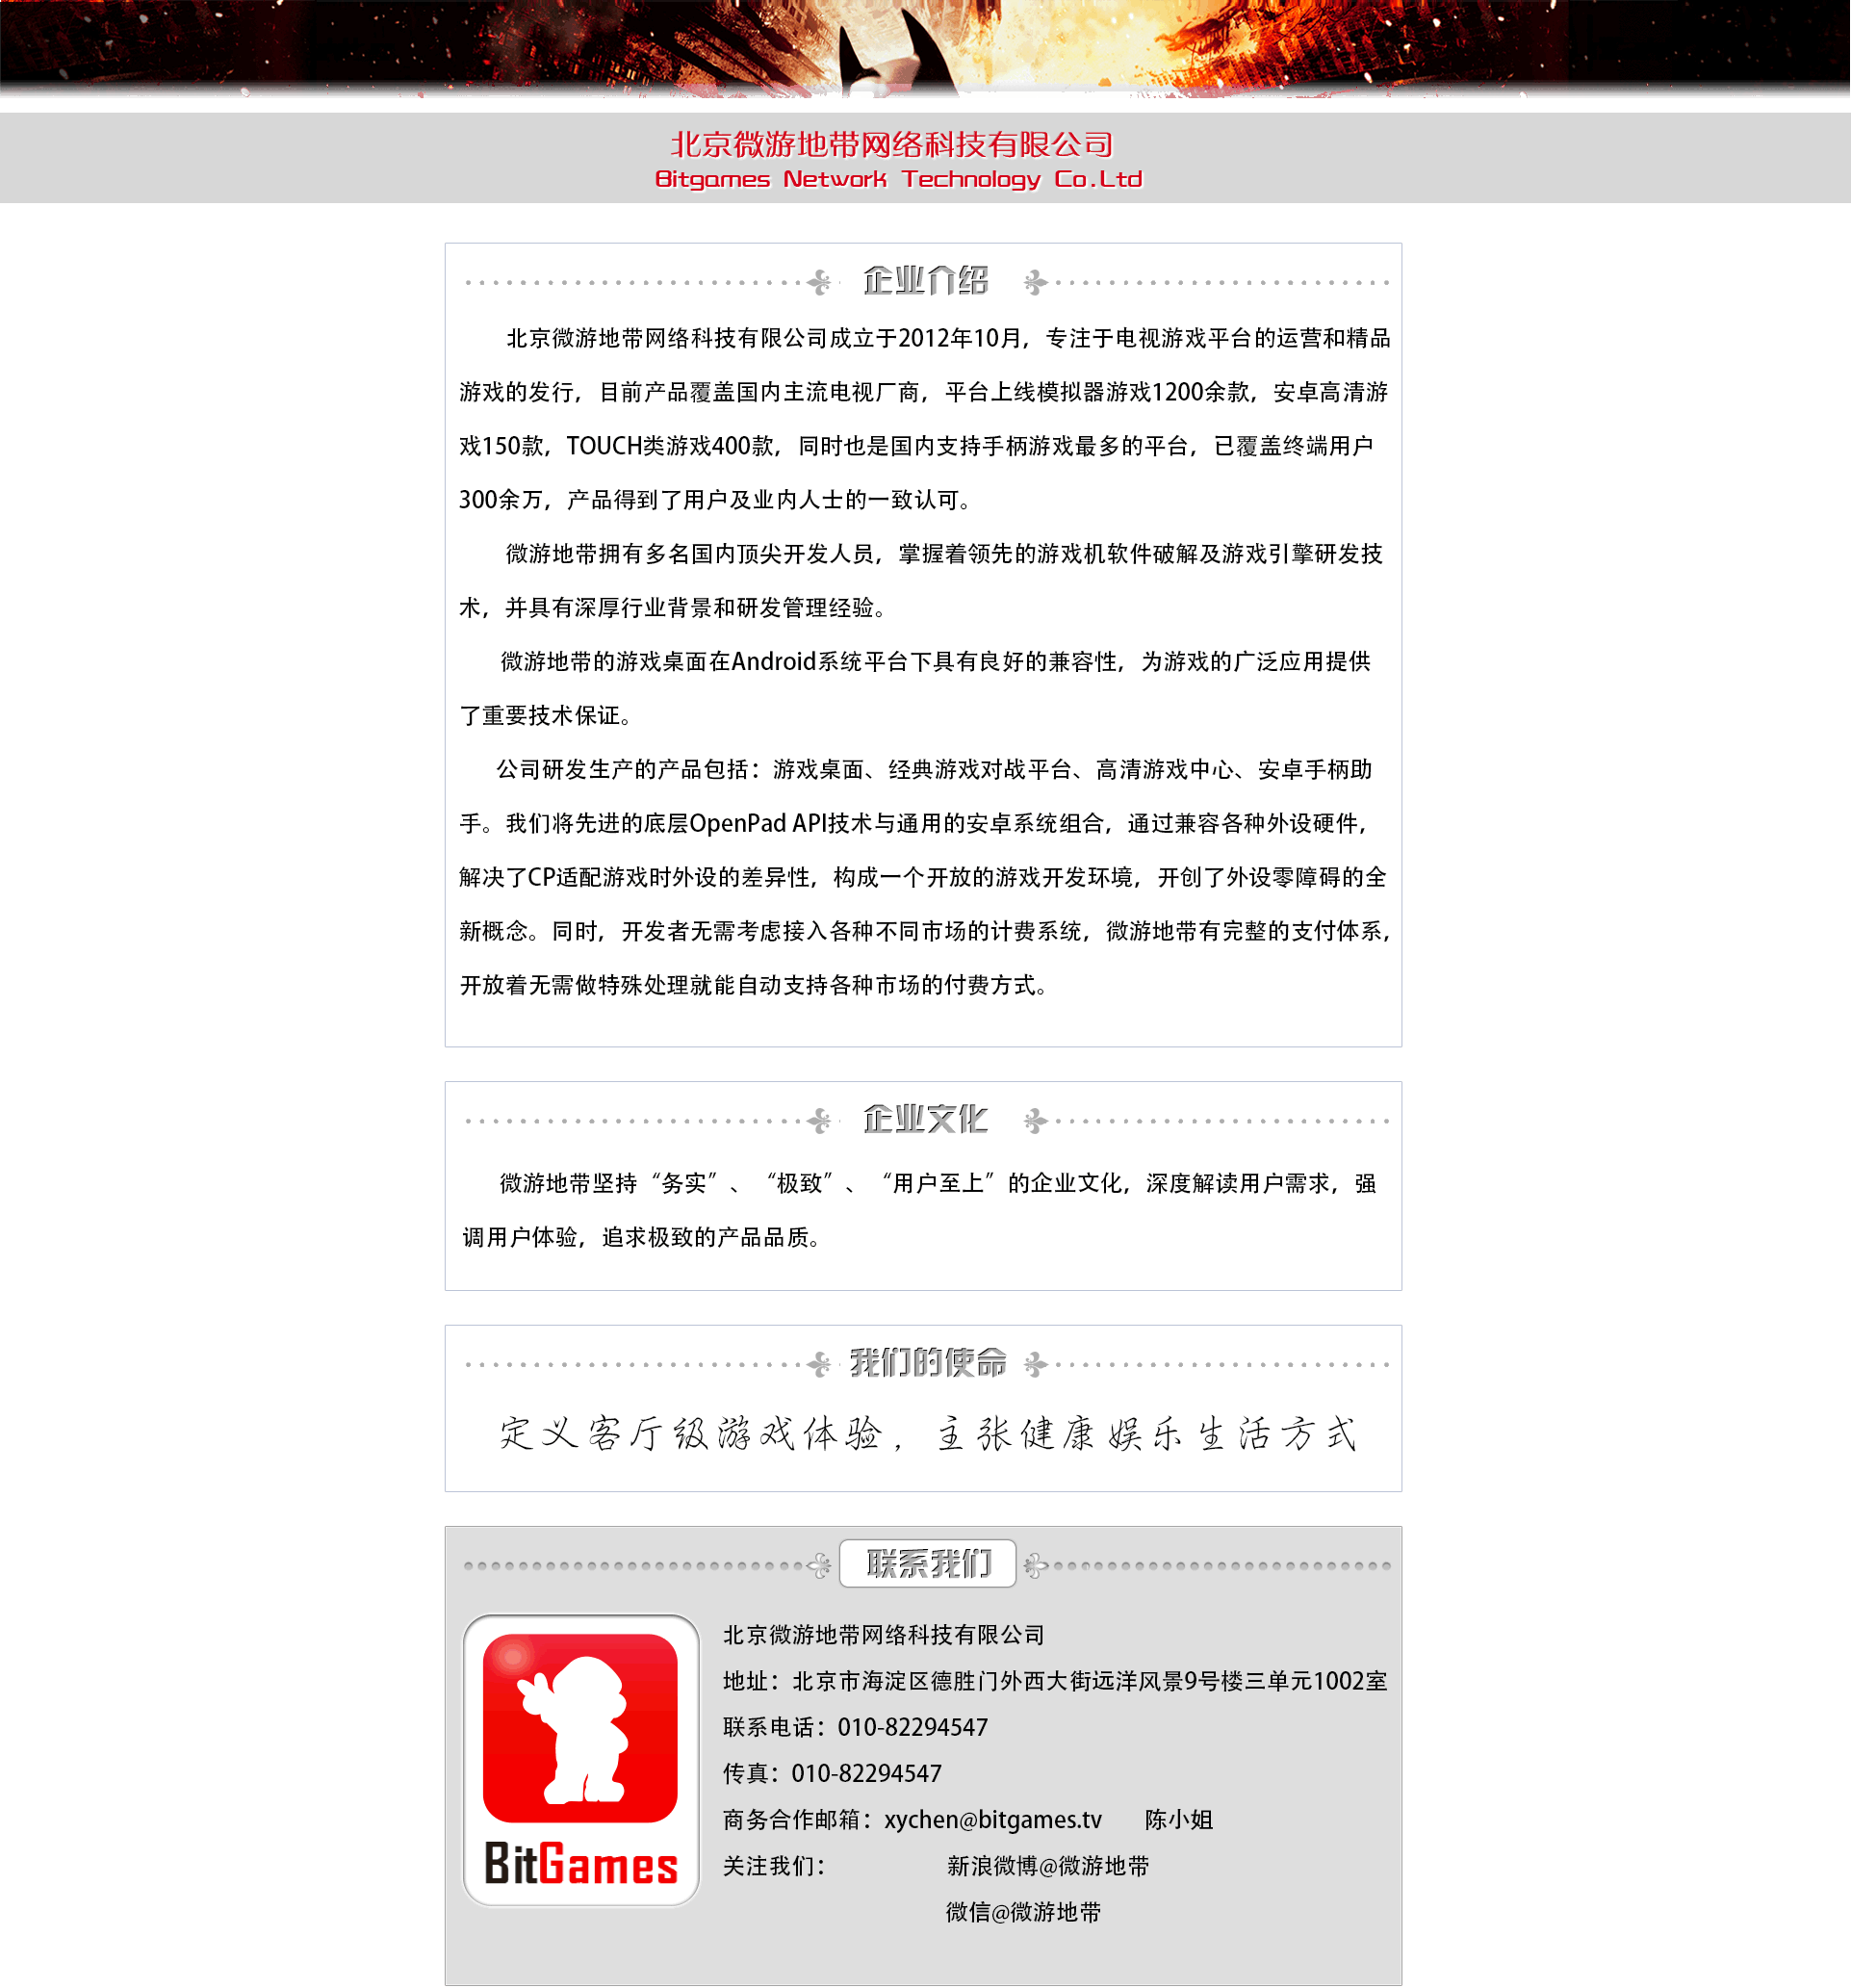 北京微游地带网络科技有限公司
Bitgames Network Technology Co.Ltd
企业介绍
北京微游地带网络科技有限公司成立于2012年10月，专注于电视游戏平台的运营和精品
游戏的发行，目前产品覆盖国内主流电视厂商，平台上线模拟器游戏1200余款，安卓高清游
戏150款，TOUCH类游戏400款，同时也是国内支持手柄游戏最多的平台，已覆盖终端用户
300余万，产品得到了用户及业内人士的一致认可。
微游地带拥有多名国内顶尖开发人员，掌握着领先的游戏机软件破解及游戏引擎研发技
术，并具有深厚行业背景和研发管理经验。
微游地带的游戏桌面在Android系统平台下具有良好的兼容性，为游戏的广泛应用提供
了重要技术保证。
公司研发生产的产品包括：游戏桌面、经典游戏对战平台、高清游戏中心、安卓手柄助
手。我们将先进的底层OpenPad API技术与通用的安卓系统组合，通过兼容各种外设硬件，
解决了CP适配游戏时外设的差异性，构成一个开放的游戏开发环境，开创了外设零障碍的全
新概念。同时，开发者无需考虑接入各种不同市场的计费系统，微游地带有完整的支付体系，
开放着无需做特殊处理就能自动支持各种市场的付费方式。
企业文化
微游地带坚持“务实”、“极致”、“用户至上”的企业文化，深度解读用户需求，强
调用户体验，追求极致的产品品质。
我们的使命
定义客厅级游戏体验，主张健康娱乐生活方式
联系我们
北京微游地带网络科技有限公司
地址：北京市海淀区德胜门外西大街远洋风景9号楼三单元1002室
联系电话：010-82294547
传真：010-82294547
商务合作邮箱：xychen@bitgames.tv 陈小姐
关注我们： 新浪微博@微游地带
微信@微游地带
BitGames